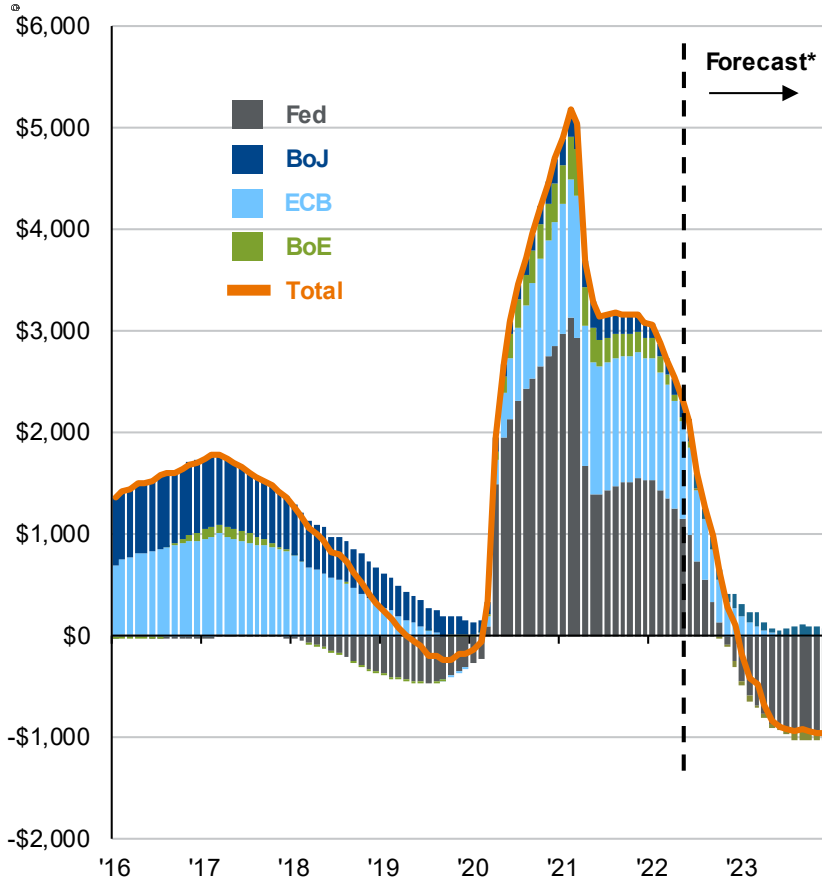 $6,000
Forecast*
Fed
$5,000
BoJ
ECB
$4,000
BoE
Total
$3,000
$2,000
$1,000
$0
-$1,000
-$2,000
'16 '17 '18 '19 '20 '21 '22 '23